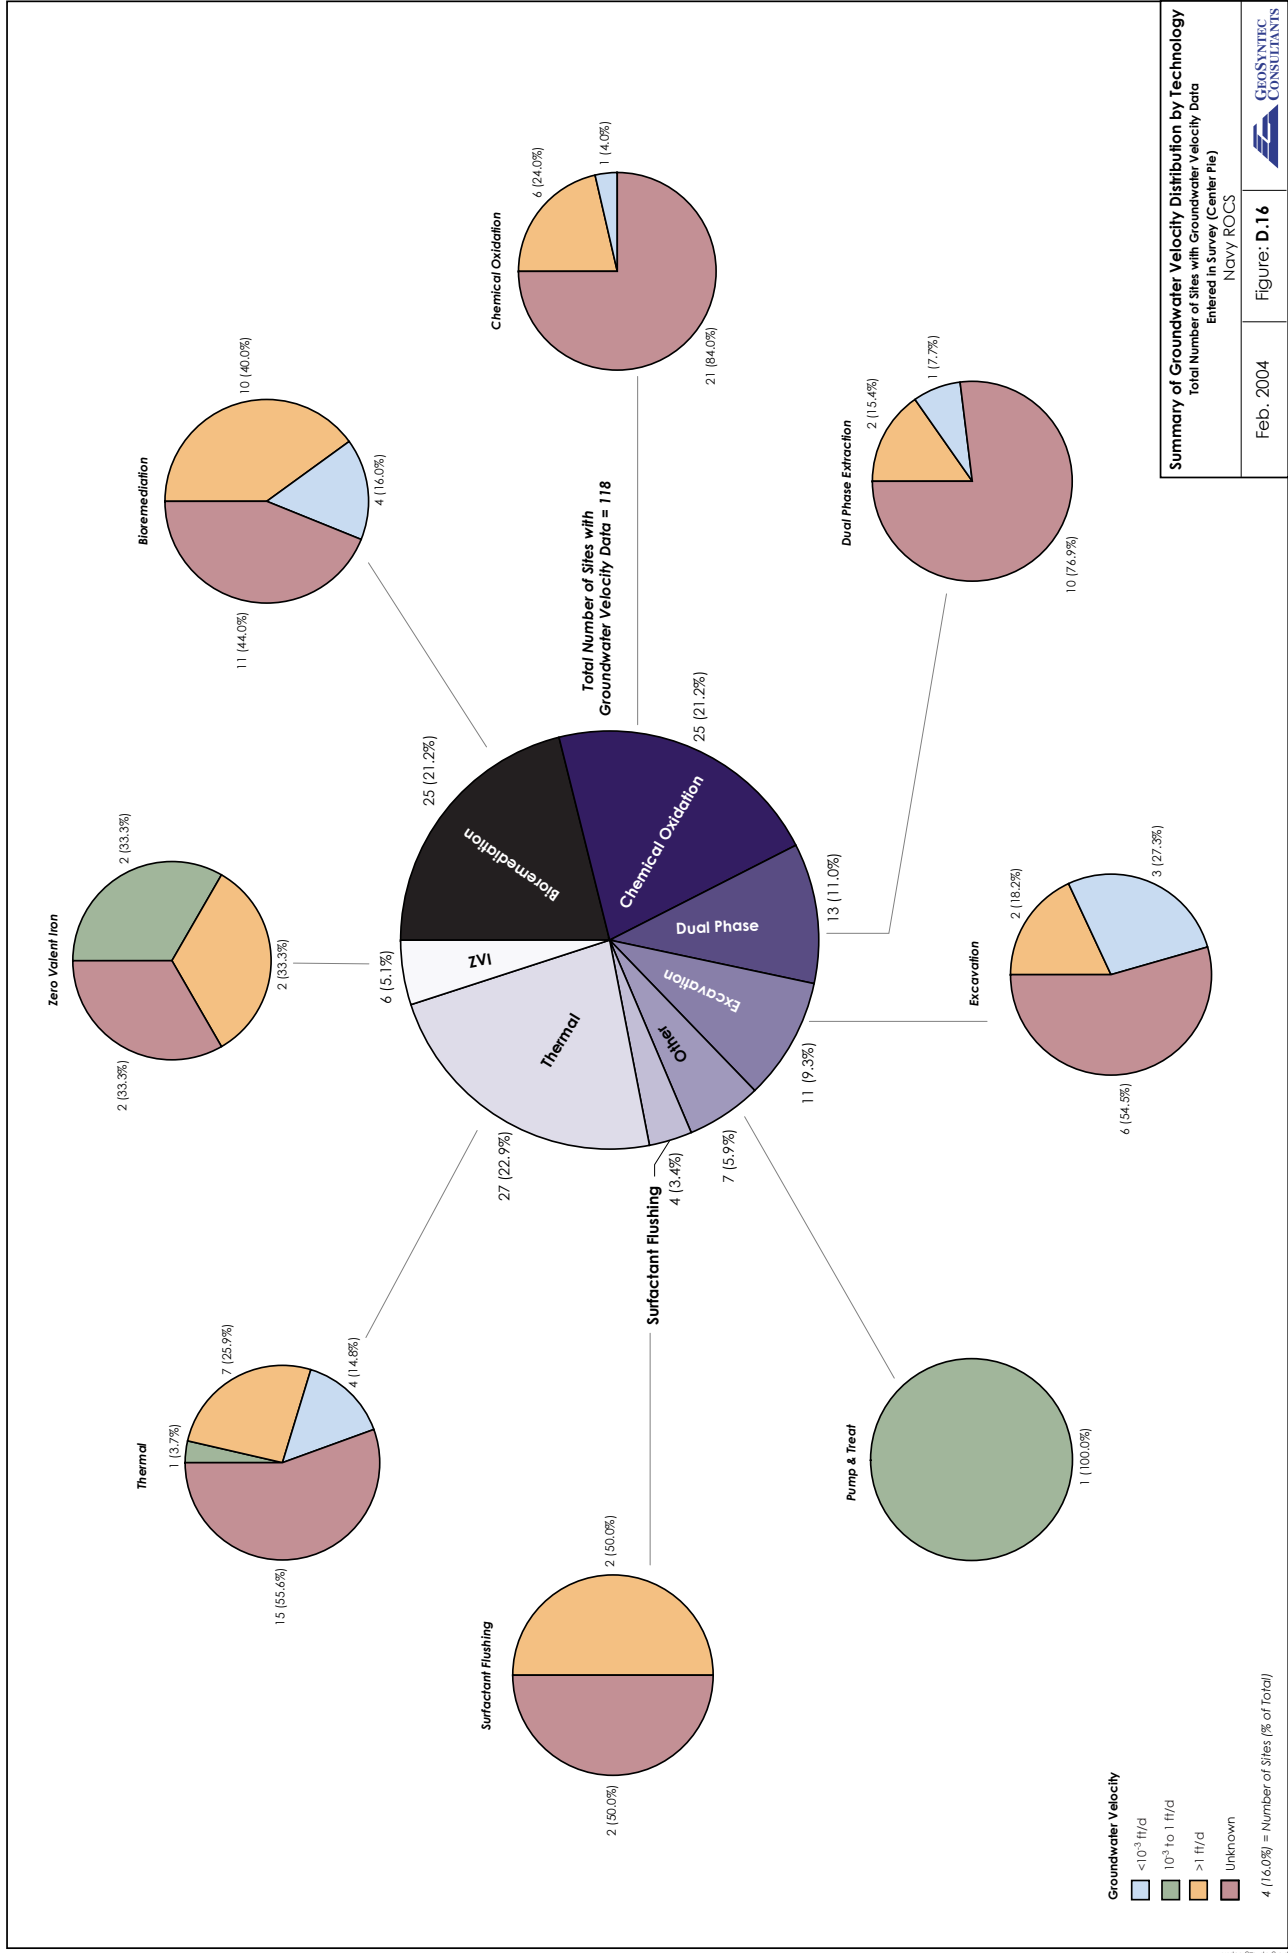 Zero Valent Iron
2 (33.3%)
2 (33.3%)
2 (33.3%)
Bioremediation
10 (40.0%)
4 (16.0%)
11 (44.0%)
Thermal
1 (3.7%)
7 (25.9%)
4 (14.8%)
15 (55.6%)
Chemical Oxidation
6 (24.0%)
1 (4.0%)
21 (84.0%)
Surfactant Flushing
2 (50.0%)
2 (50.0%)
Total Number of Sites with
Groundwater Velocity Data = 118
25 (21.2%)
Bioremediation
25 (21.2%)
Chemical Oxidation
13 (11.0%)
Dual Phase
11 (9.3%)
Excavation
7 (5.9%)
Other
4 (3.4%)
Surfactant Flushing
27 (22.9%)
Thermal
6 (5.1%)
ZVI
Dual Phase Extraction
2 (15.4%)
1 (7.7%)
10 (76.9%)
Pump & Treat
1 (100.0%)
Excavation
2 (18.2%)
3 (27.3%)
6 (54.5%)
Groundwater Velocity
<10⁻³ ft/d
10⁻³ to 1 ft/d
>1 ft/d
Unknown
4 (16.0%) = Number of Sites (% of Total)
Summary of Groundwater Velocity Distribution by Technology
Total Number of Sites with Groundwater Velocity Data
Entered in Survey (Center Pie)
Navy ROCS
Feb. 2004
Figure: D.16
GEOSYNTEC
CONSULTANTS